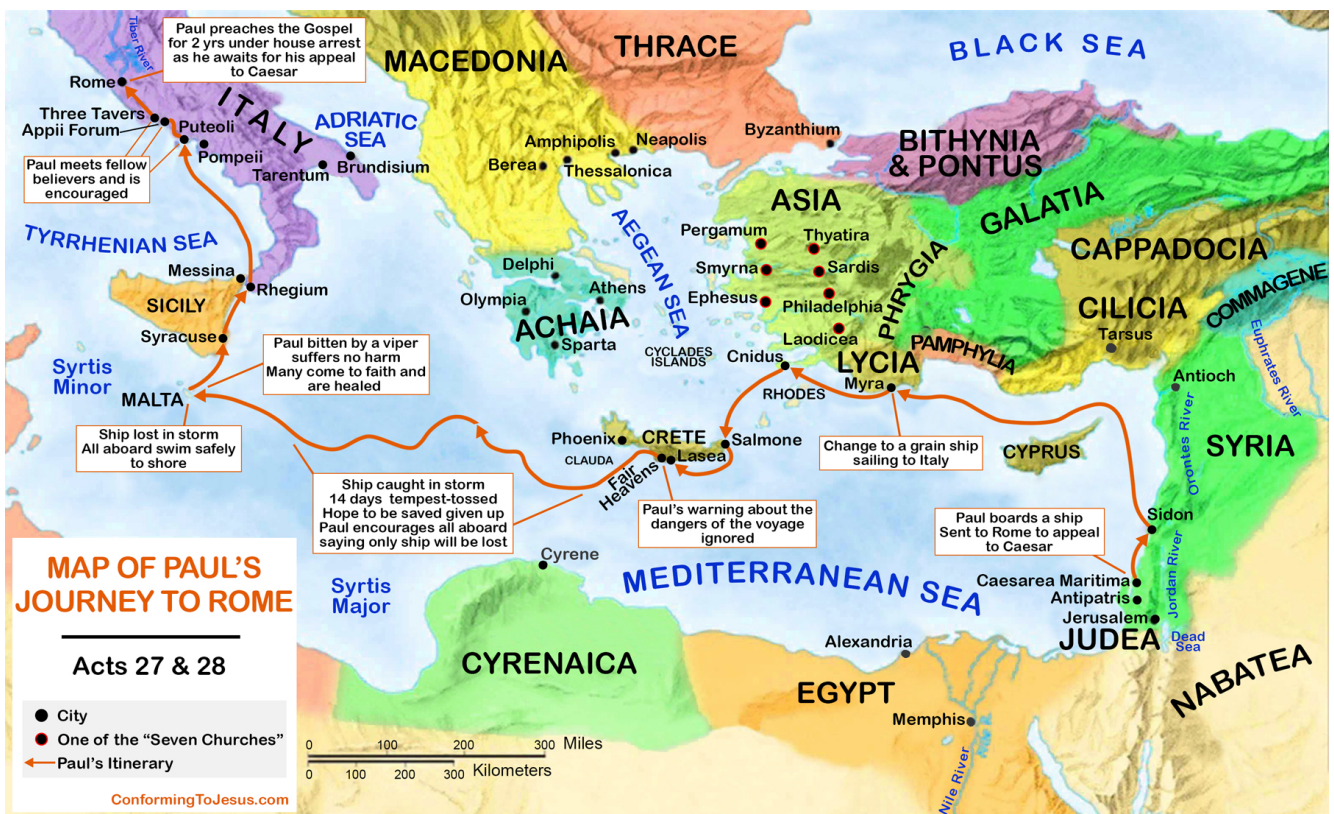 Tiber River
Paul preaches the Gospel
for 2 yrs under house arrest
as he awaits for his appeal
to Caesar
MACEDONIA
THRACE
BLACK SEA
Rome
ITALY
Three Tavers
Appii Forum
Puteoli
Pompeii
ADRIATIC
SEA
Tarentum
Brundisium
Paul meets fellow
believers and is
encouraged
Amphipolis
Neapolis
Berea
Thessalonica
Byzanthium
BITHYNIA
& PONTUS
ASIA
GALATIA
Pergamum
Thyatira
CAPPADOCIA
TYRRHENIAN SEA
AEGEAN SEA
Smyrna
Sardis
PHRYGIA
COMMAGENE
Messina
Rhegium
SICILY
Delphi
Athens
Olympia
ACHAIA
Sparta
Ephesus
Philadelphia
Laodicea
CILICIA
Tarsus
Euphrates River
Syracuse
Paul bitten by a viper
suffers no harm
Many come to faith and
are healed
CYCLADES
ISLANDS
Cnidus
LYCIA
PAMPHYLIA
Myra
RHODES
Antioch
Syrtis
Minor
MALTA
Ship lost in storm
All aboard swim safely
to shore
Phoenix
CRETE
Salmone
CLAUDA
Lasea
Fair
Heavens
Change to a grain ship
sailing to Italy
CYPRUS
Orontes River
SYRIA
Ship caught in storm
14 days tempest-tossed
Hope to be saved given up
Paul encourages all aboard
saying only ship will be lost
Paul's warning about the
dangers of the voyage
ignored
Paul boards a ship
Sent to Rome to appeal
to Caesar
Sidon
Cyrene
Syrtis
Major
MEDITERRANEAN SEA
Caesarea Maritima
Antipatris
Jerusalem
Jordan River
JUDEA
Dead
Sea
NABATEA
CYRENAICA
Alexandria
EGYPT
Memphis
Nile R.
Nile River
MAP OF PAUL'S
JOURNEY TO ROME
Acts 27 & 28
City
One of the "Seven Churches"
Paul's Itinerary
ConformingToJesus.com
0 100 200 300 Miles
0 100 200 300 Kilometers